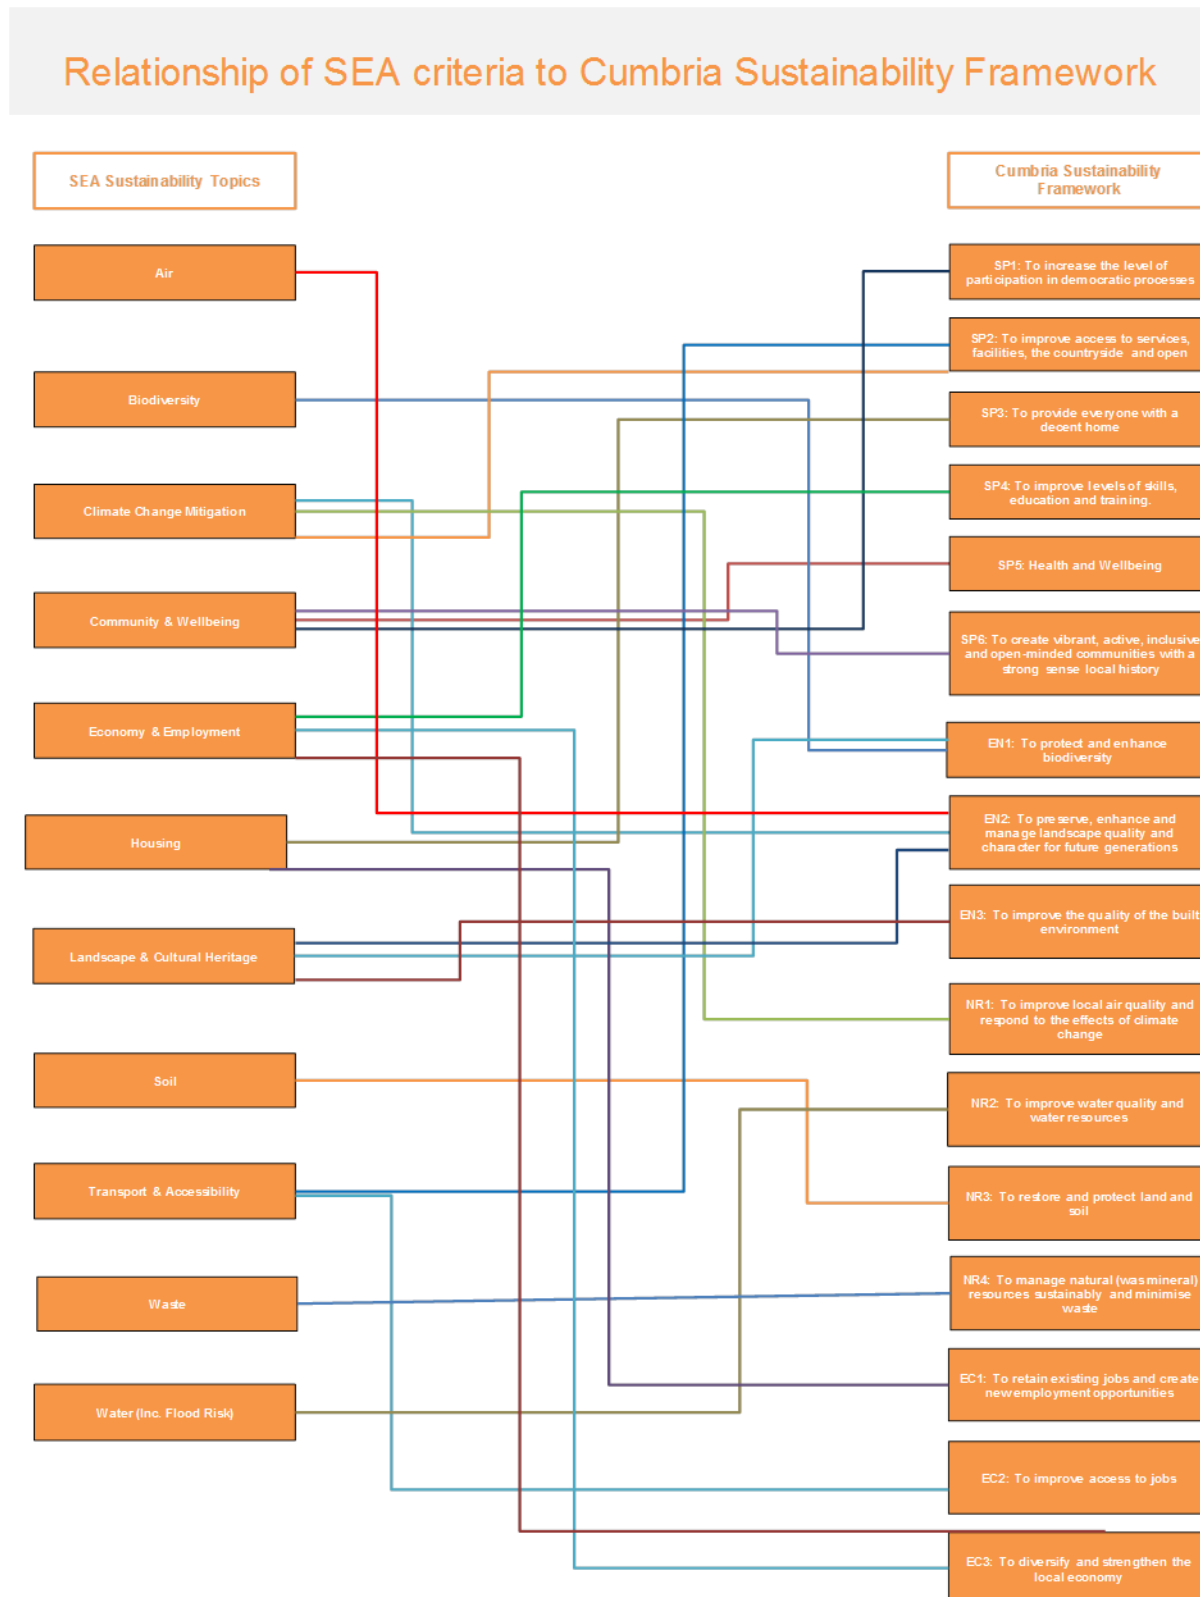 Relationship of SEA criteria to Cumbria Sustainability Framework
SEA Sustainability Topics
Air
Biodiversity
Climate Change Mitigation
Community & Wellbeing
Economy & Employment
Housing
Landscape & Cultural Heritage
Soil
Transport & Accessibility
Waste
Water (Inc. Flood Risk)
Cumbria Sustainability
Framework
SP1: To increase the level of
participation in democratic processes
SP2: To improve access to services,
facilities, the countryside and open
SP3: To provide everyone with a
decent home
SP4: To improve levels of skills,
education and training.
SP5: Health and Wellbeing
SP6: To create vibrant, active, inclusive
and open-minded communities with a
strong sense local history
EN1: To protect and enhance
biodiversity
EN2: To preserve, enhance and
manage landscape quality and
character for future generations
EN3: To improve the quality of the built
environment
NR1: To improve local air quality and
respond to the effects of climate
change
NR2: To improve water quality and
water resources
NR3: To restore and protect land and
soil
NR4: To manage natural (was mineral)
resources sustainably and minimise
waste
EC1: To retain existing jobs and create
new employment opportunities
EC2: To improve access to jobs
EC3: To diversify and strengthen the
local economy